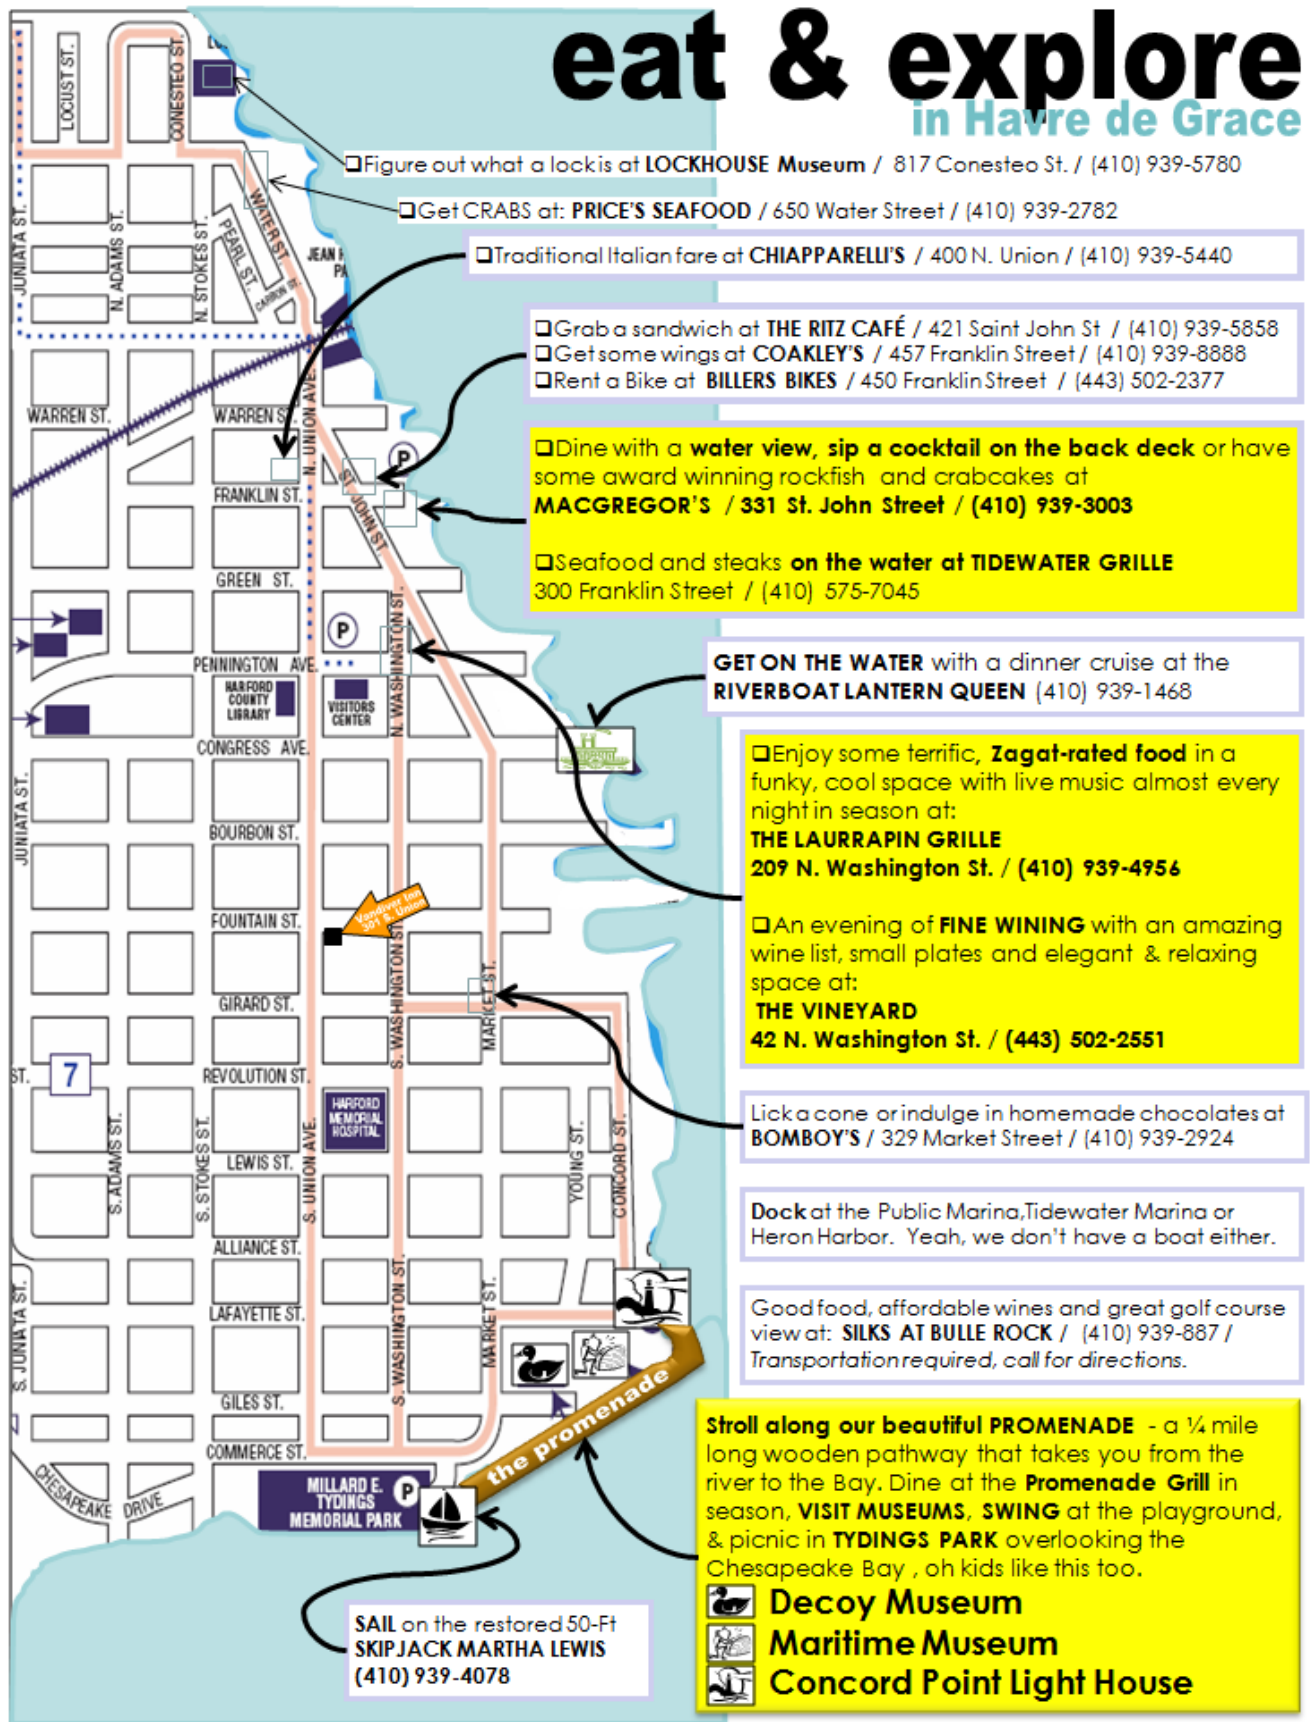 eat & explore
in Havre de Grace
❑Figure out what a lock is at LOCKHOUSE Museum / 817 Conesteo St. / (410) 939-5780
❑Get CRABS at: PRICE'S SEAFOOD / 650 Water Street / (410) 939-2782
❑Traditional Italian fare at CHIAPPARELLI'S / 400 N. Union / (410) 939-5440
❑Grab a sandwich at THE RITZ CAFÉ / 421 Saint John St / (410) 939-5858
❑Get some wings at COAKLEY'S / 457 Franklin Street / (410) 939-8888
❑Rent a Bike at BILLERS BIKES / 450 Franklin Street / (443) 502-2377
❑Dine with a water view, sip a cocktail on the back deck or have
some award winning rockfish and crabcakes at
MACGREGOR'S / 331 St. John Street / (410) 939-3003
❑Seafood and steaks on the water at TIDEWATER GRILLE
300 Franklin Street / (410) 575-7045
GET ON THE WATER with a dinner cruise at the
RIVERBOAT LANTERN QUEEN (410) 939-1468
❑Enjoy some terrific, Zagat-rated food in a
funky, cool space with live music almost every
night in season at:
THE LAURRAPIN GRILLE
209 N. Washington St. / (410) 939-4956
❑An evening of FINE WINING with an amazing
wine list, small plates and elegant & relaxing
space at:
THE VINEYARD
42 N. Washington St. / (443) 502-2551
Lick a cone or indulge in homemade chocolates at
BOMBOY'S / 329 Market Street / (410) 939-2924
Dock at the Public Marina,Tidewater Marina or
Heron Harbor. Yeah, we don't have a boat either.
Good food, affordable wines and great golf course
view at: SILKS AT BULLE ROCK / (410) 939-887 /
Transportation required, call for directions.
Stroll along our beautiful PROMENADE - a ¼ mile
long wooden pathway that takes you from the
river to the Bay. Dine at the Promenade Grill in
season, VISIT MUSEUMS, SWING at the playground,
& picnic in TYDINGS PARK overlooking the
Chesapeake Bay , oh kids like this too.
Decoy Museum
Maritime Museum
Concord Point Light House
SAIL on the restored 50-Ft
SKIPJACK MARTHA LEWIS
(410) 939-4078
LOCUST ST.
CONESTEO ST.
JUNIATA ST.
N. ADAMS ST.
N. STOKES ST.
PEARL ST.
WATER ST.
CARBON ST.
JEAN
PA
WARREN ST.
WARREN ST.
N. UNION AVE.
P
FRANKLIN ST.
ST. JOHN ST.
GREEN ST.
N. WASHINGTON ST.
P
PENNINGTON AVE.
HARFORD
COUNTY
LIBRARY
VISITORS
CENTER
N. WASHINGTON ST.
CONGRESS AVE.
JUNIATA ST.
BOURBON ST.
Vandiver Inn
301 S. Union
FOUNTAIN ST.
S. WASHINGTON ST.
GIRARD ST.
MARKET ST.
ST.
7
REVOLUTION ST.
HARFORD
MEMORIAL
HOSPITAL
S. ADAMS ST.
S. STOKES ST.
S. UNION AVE.
YOUNG ST.
CONCORD ST.
LEWIS ST.
ALLIANCE ST.
S. JUNIATA ST.
LAFAYETTE ST.
S. WASHINGTON ST.
MARKET ST.
GILES ST.
the promenade
COMMERCE ST.
CHESAPEAKE DRIVE
MILLARD E.
TYDINGS
MEMORIAL PARK
P